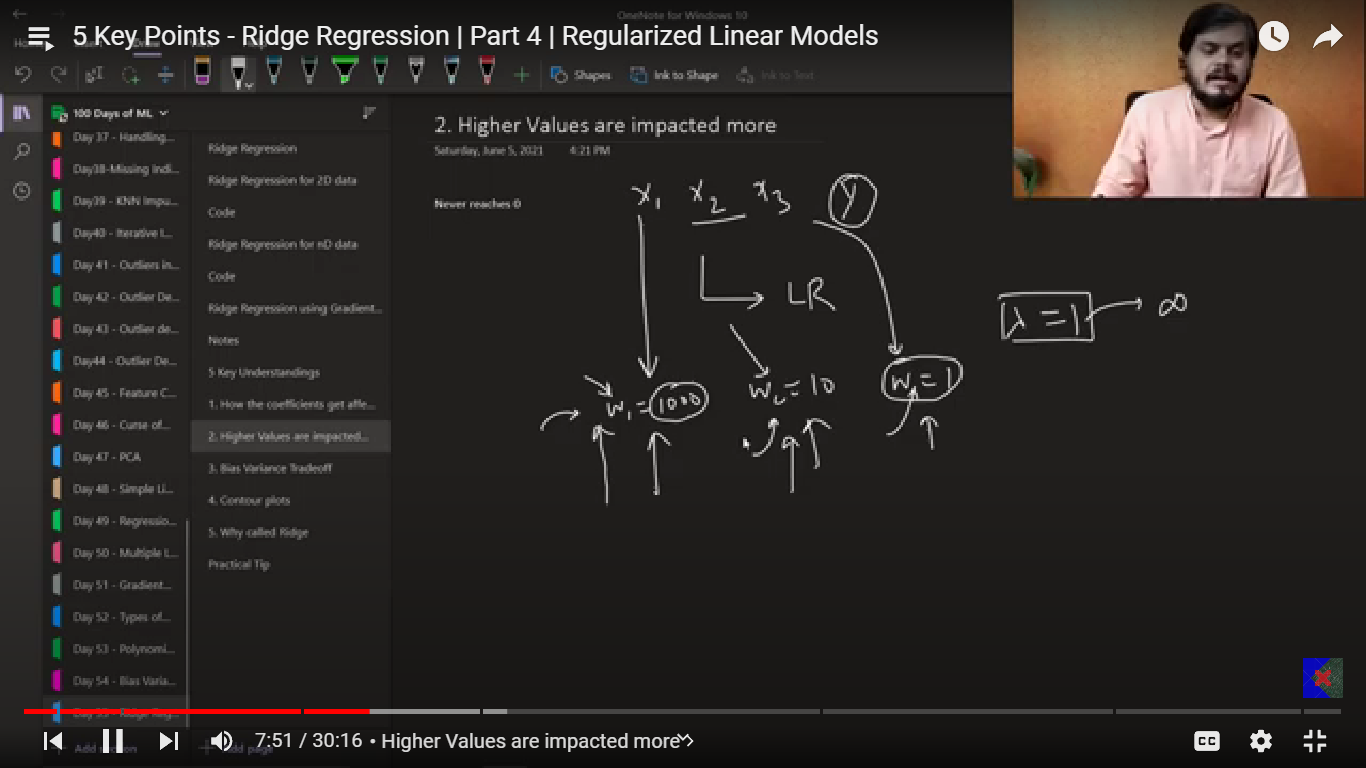 OneNote for Windows 10
5 Key Points - Ridge Regression | Part 4 | Regularized Linear Models
Shapes
Ink to Shape
Ink to Text
100 Days of ML
Day 37 - Handling...
Day38-Missing Indi...
Day39 - KNN Impu...
Day40 - Iterative I...
Day 41 - Outliers in...
Day 42 - Outlier De...
Day 43 - Outlier de...
Day44 - Outlier De...
Day 45 - Feature C...
Day 46 - Curse of...
Day 47 - PCA
Day 48 - Simple Li...
Day 49 - Regressio...
Day 50 - Multiple L...
Day 51 - Gradient...
Day 52 - Types of...
Day 53 - Polynomi...
Day 54 - Bias Varia...
Day 55 - Ridge Reg...
Add section
Ridge Regression
Ridge Regression for 2D data
Code
Ridge Regression for nD data
Code
Ridge Regression using Gradient...
Notes
5 Key Understandings
1. How the coefficients get affe...
2. Higher Values are impacted...
3. Bias Variance Tradeoff
4. Contour plots
5. Why called Ridge
Practical Tip
Add page
2. Higher Values are impacted more
Saturday, June 5, 2021 4:21 PM
Never reaches 0
x₁ x₂ x₃ y
LR
λ = 1 → ∞
w₁ = 1000 w₂ = 10 w = 1
7:51 / 30:16 • Higher Values are impacted more
CC